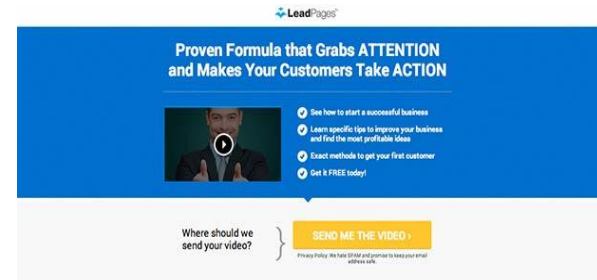 LeadPages®
Proven Formula that Grabs ATTENTION
and Makes Your Customers Take ACTION
See how to start a successful business
Learn specific tips to improve your business
and find the most profitable ideas
Exact methods to get your first customer
Get it FREE today!
Where should we
send your video?
SEND ME THE VIDEO ›
Privacy Policy: We hate SPAM and promise to keep your email
address safe.